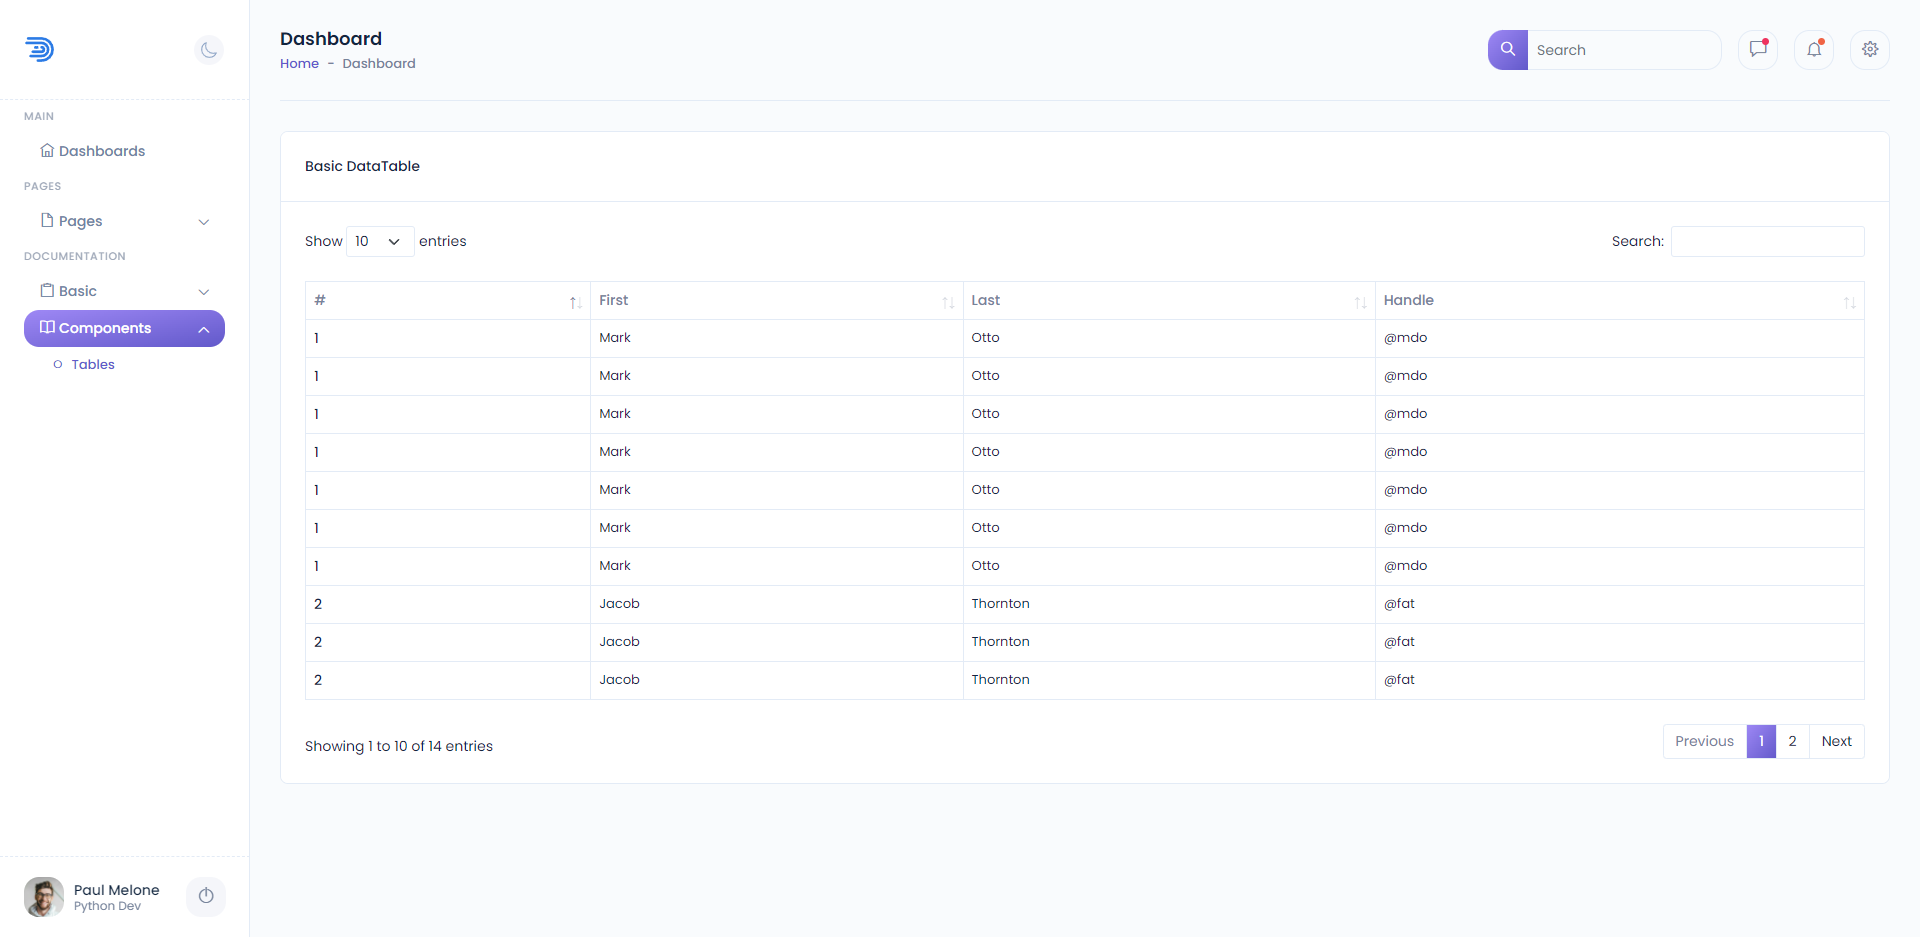 MAIN
Dashboards
PAGES
Pages
DOCUMENTATION
Basic
Components
Tables
Paul Melone
Python Dev
Dashboard
Home - Dashboard
Search
Basic DataTable
Show 10 entries
Search:
# First Last Handle
1 Mark Otto @mdo
1 Mark Otto @mdo
1 Mark Otto @mdo
1 Mark Otto @mdo
1 Mark Otto @mdo
1 Mark Otto @mdo
1 Mark Otto @mdo
2 Jacob Thornton @fat
2 Jacob Thornton @fat
2 Jacob Thornton @fat
Showing 1 to 10 of 14 entries
Previous 1 2 Next